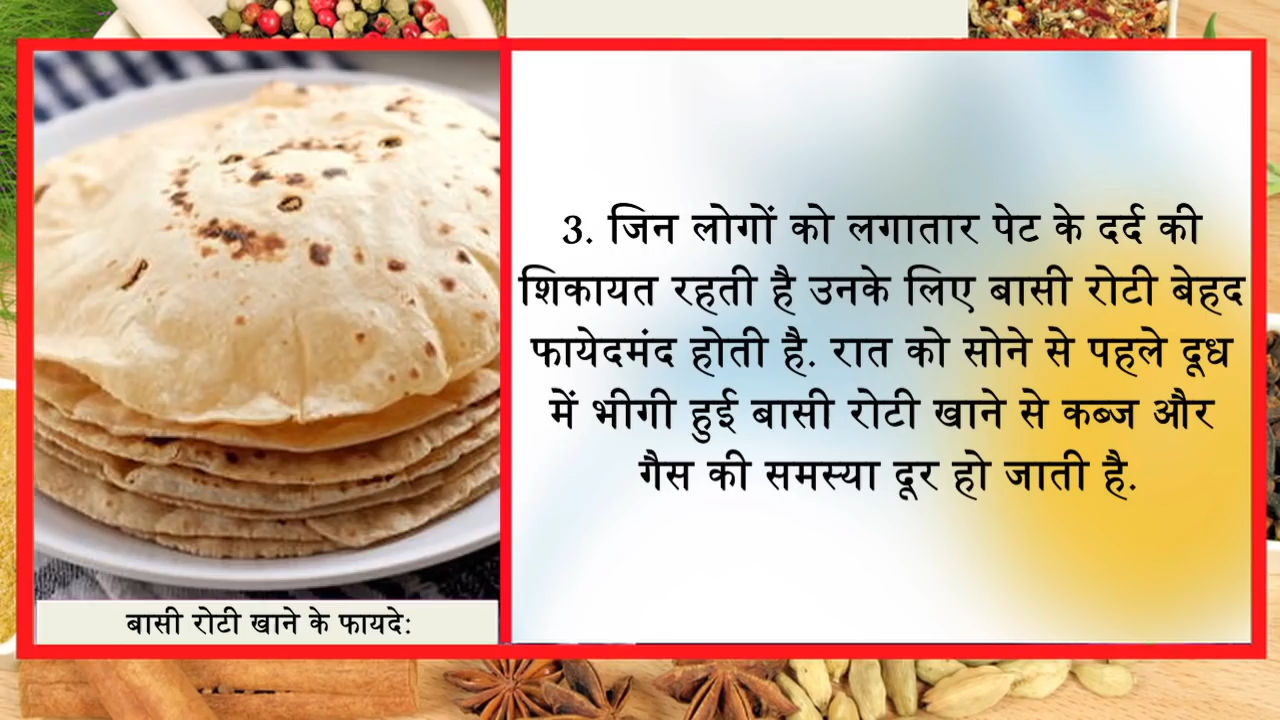 3. जिन लोगों को लगातार पेट के दर्द की
शिकायत रहती है उनके लिए बासी रोटी बेहद
फायेदमंद होती है. रात को सोने से पहले दूध
में भीगी हुई बासी रोटी खाने से कब्ज और
गैस की समस्या दूर हो जाती है.
बासी रोटी खाने के फायदे: